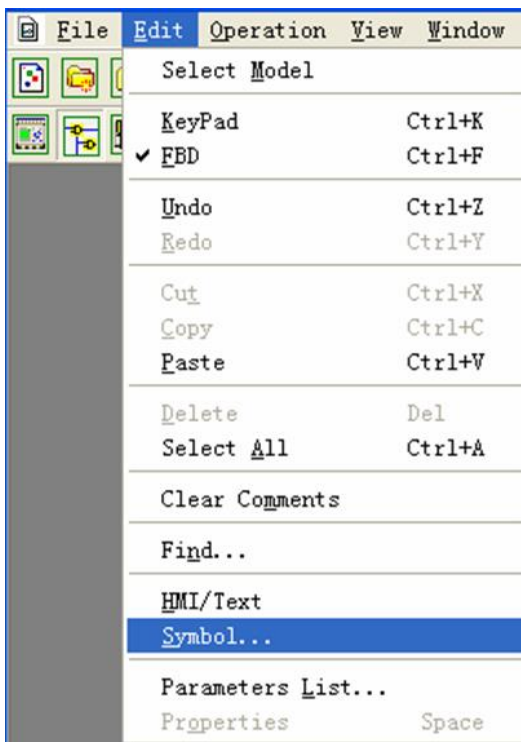 File Edit Operation View Window
Select Model
KeyPad Ctrl+K
✓ FBD Ctrl+F
Undo Ctrl+Z
Redo Ctrl+Y
Cut Ctrl+X
Copy Ctrl+C
Paste Ctrl+V
Delete Del
Select All Ctrl+A
Clear Comments
Find...
HMI/Text
Symbol...
Parameters List...
Properties Space